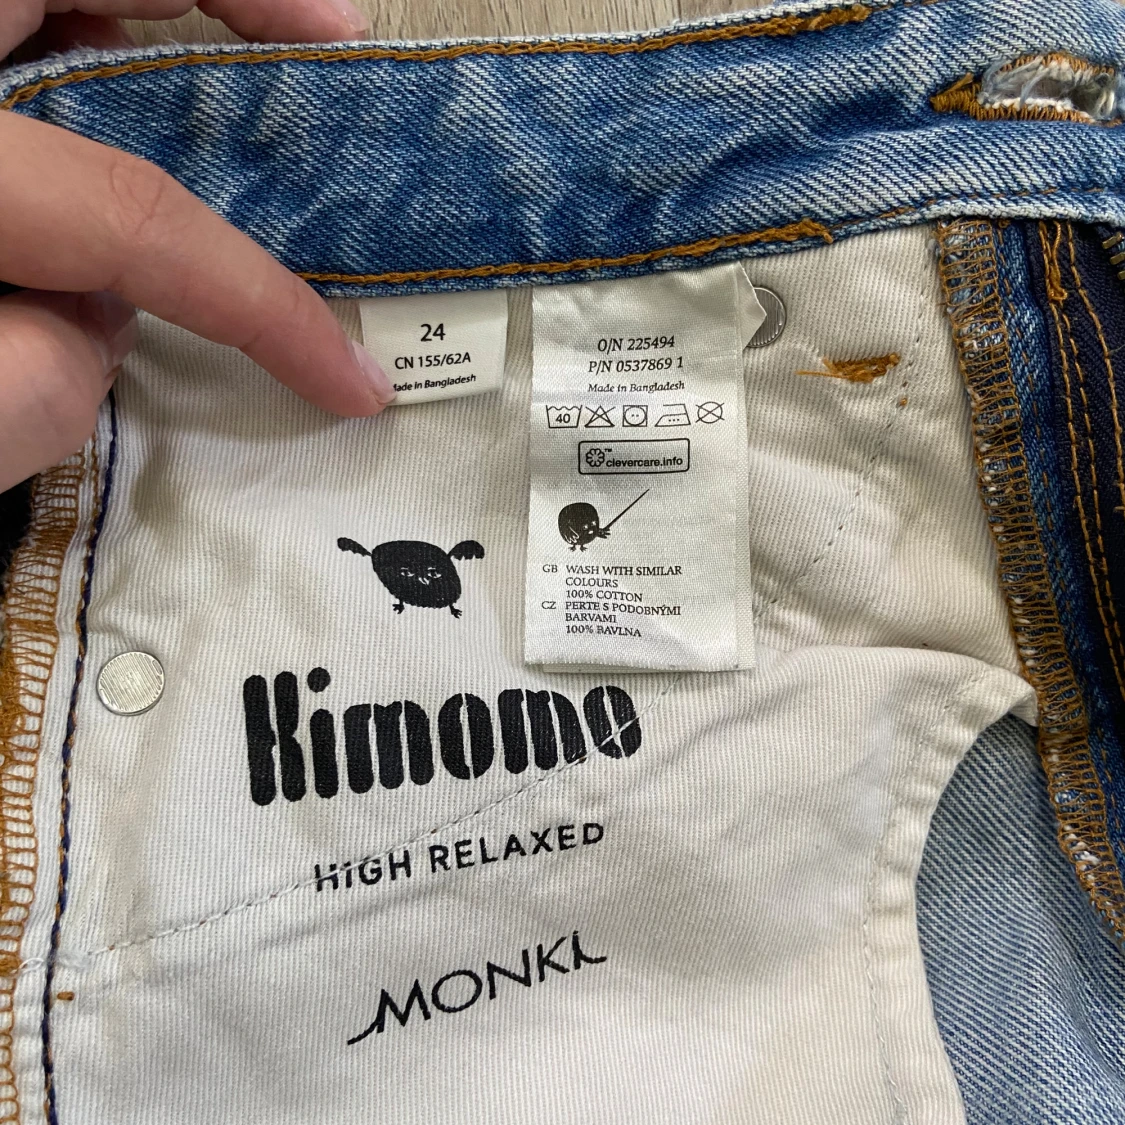 24
CN 155/62A
Made in Bangladesh
O/N 225494
P/N 0537869 1
Made in Bangladesh
40
clevercare.info
GB WASH WITH SIMILAR
COLOURS
100% COTTON
CZ PERTE S PODOBNÝMI
BARVAMI
100% BAVLNA
Kimomo
HIGH RELAXED
MONKI